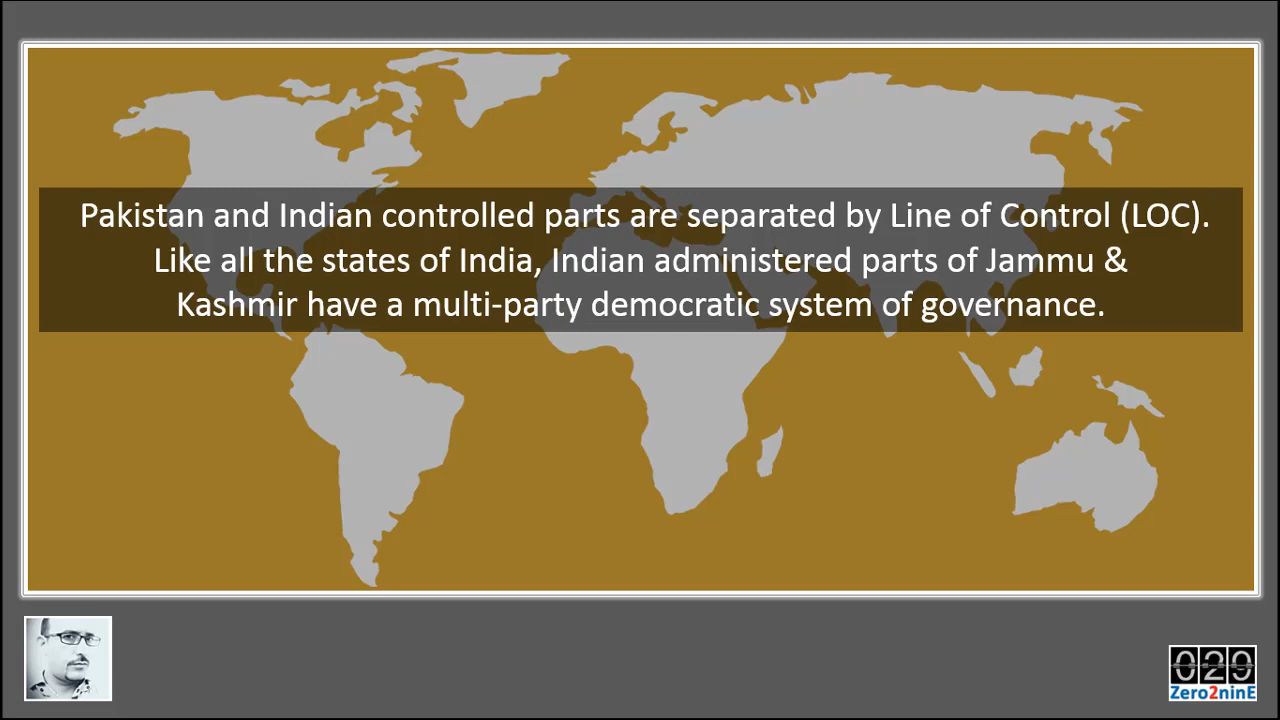 Pakistan and Indian controlled parts are separated by Line of Control (LOC).
Like all the states of India, Indian administered parts of Jammu &
Kashmir have a multi-party democratic system of governance.
029
Zero2ninE